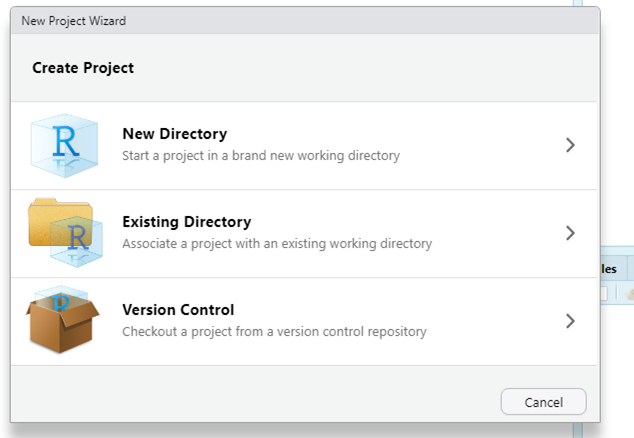 New Project Wizard
Create Project
R
New Directory
Start a project in a brand new working directory
R
Existing Directory
Associate a project with an existing working directory
les
R
Version Control
Checkout a project from a version control repository
Cancel